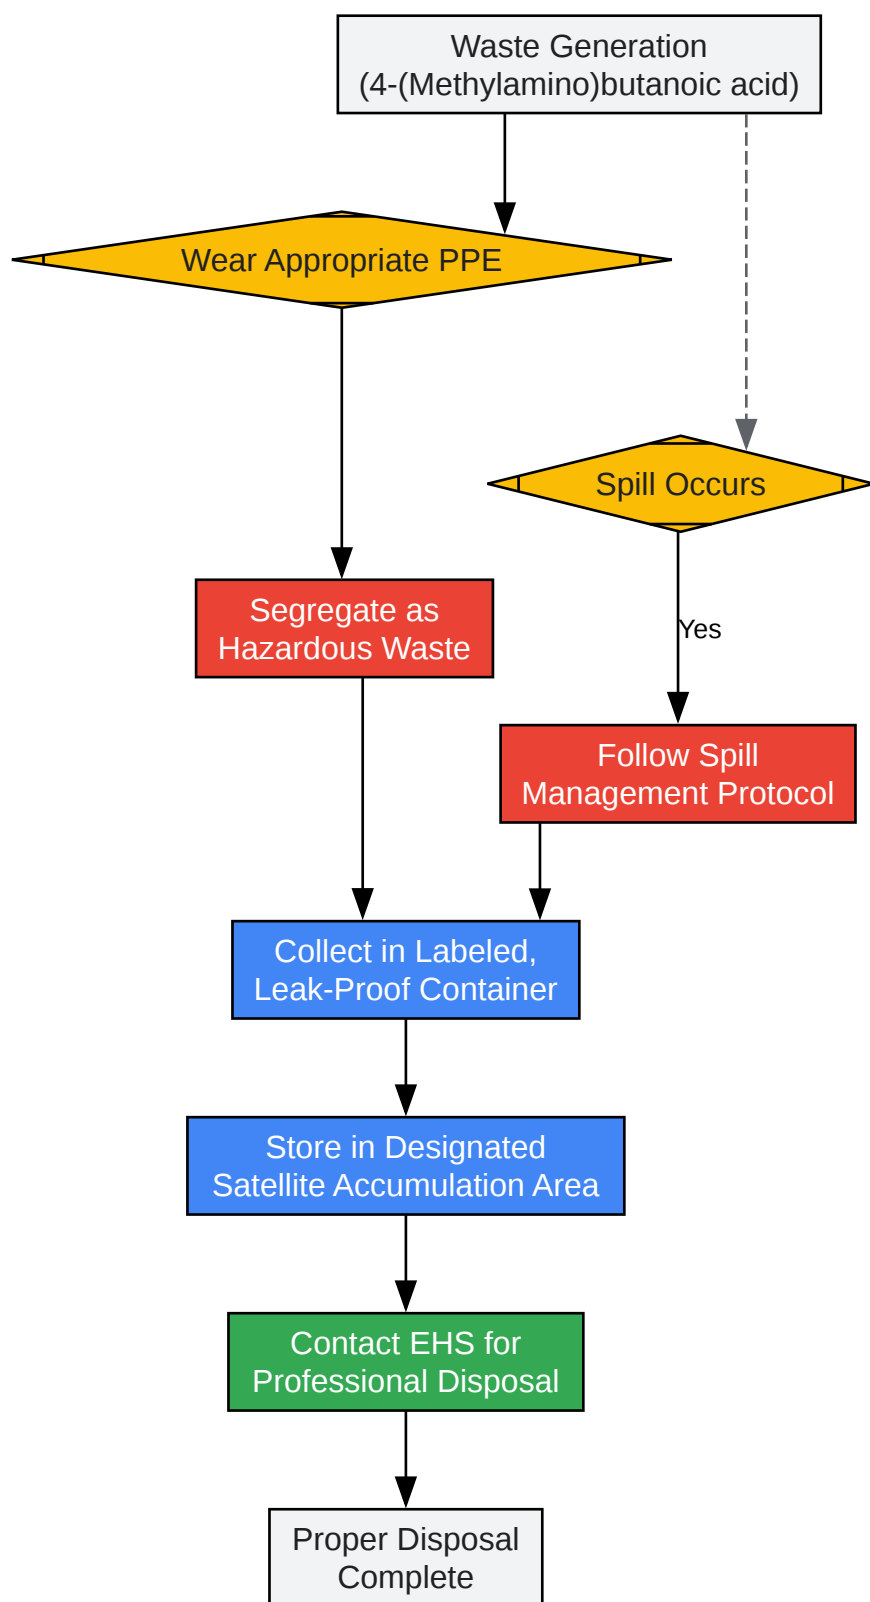 Waste Generation
(4-(Methylamino)butanoic acid)
Wear Appropriate PPE
Spill Occurs
Segregate as
Hazardous Waste
Yes
Follow Spill
Management Protocol
Collect in Labeled,
Leak-Proof Container
Store in Designated
Satellite Accumulation Area
Contact EHS for
Professional Disposal
Proper Disposal
Complete